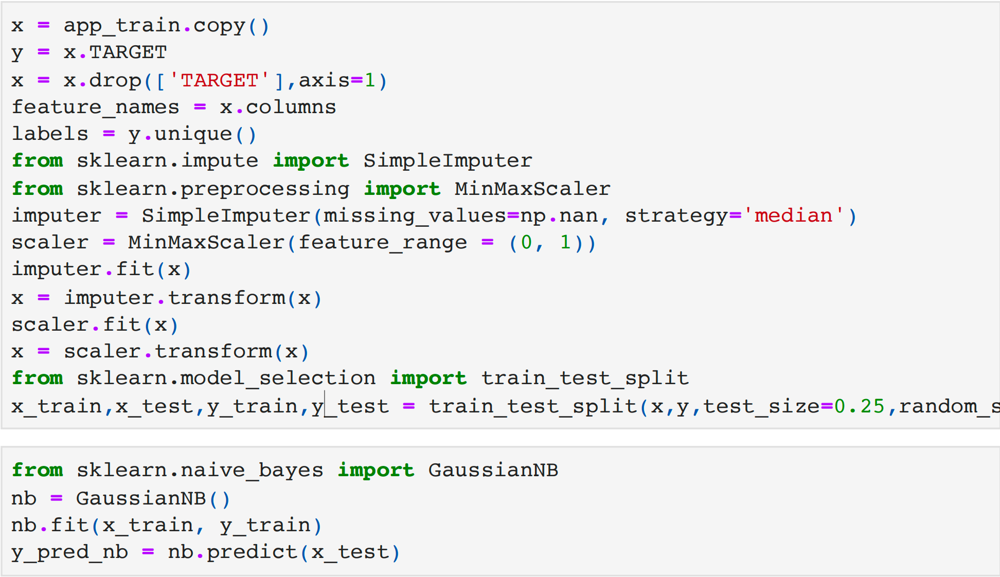 x = app_train.copy()
y = x.TARGET
x = x.drop(['TARGET'],axis=1)
feature_names = x.columns
labels = y.unique()
from sklearn.impute import SimpleImputer
from sklearn.preprocessing import MinMaxScaler
imputer = SimpleImputer(missing_values=np.nan, strategy='median')
scaler = MinMaxScaler(feature_range = (0, 1))
imputer.fit(x)
x = imputer.transform(x)
scaler.fit(x)
x = scaler.transform(x)
from sklearn.model_selection import train_test_split
x_train,x_test,y_train,y_test = train_test_split(x,y,test_size=0.25,random_s
from sklearn.naive_bayes import GaussianNB
nb = GaussianNB()
nb.fit(x_train, y_train)
y_pred_nb = nb.predict(x_test)